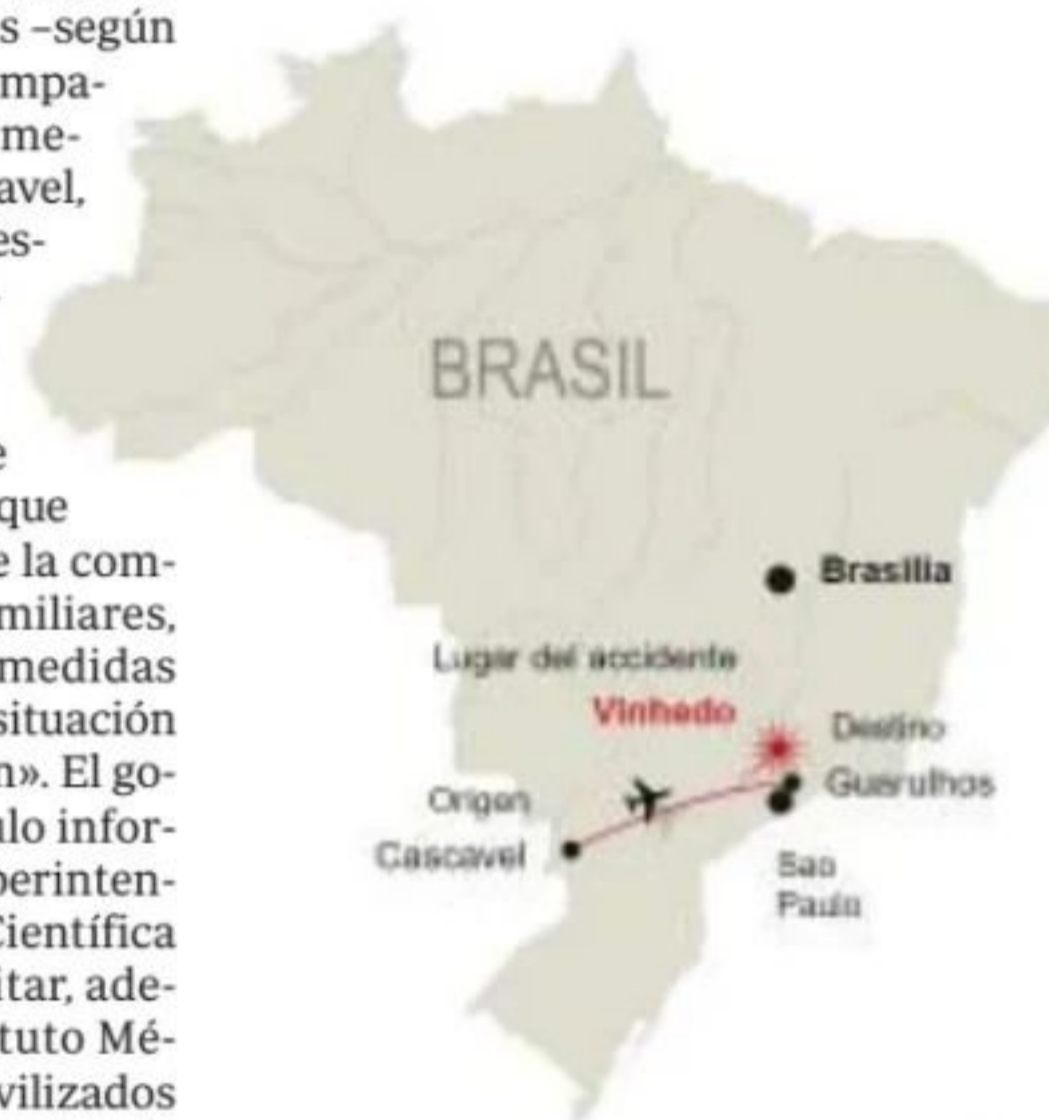 s –según
mpa-
me-
avel,
es-
e
que
e la com-
miliares,
medidas
situación
n». El go-
ulo infor-
perinten-
Científica
itar, ade-
tuto Mé-
vilizados
BRASIL
Brasilia
Lugar del accidente
Vinhedo
Destino
Guarulhos
Origen
Cascavel
Sao
Paulo